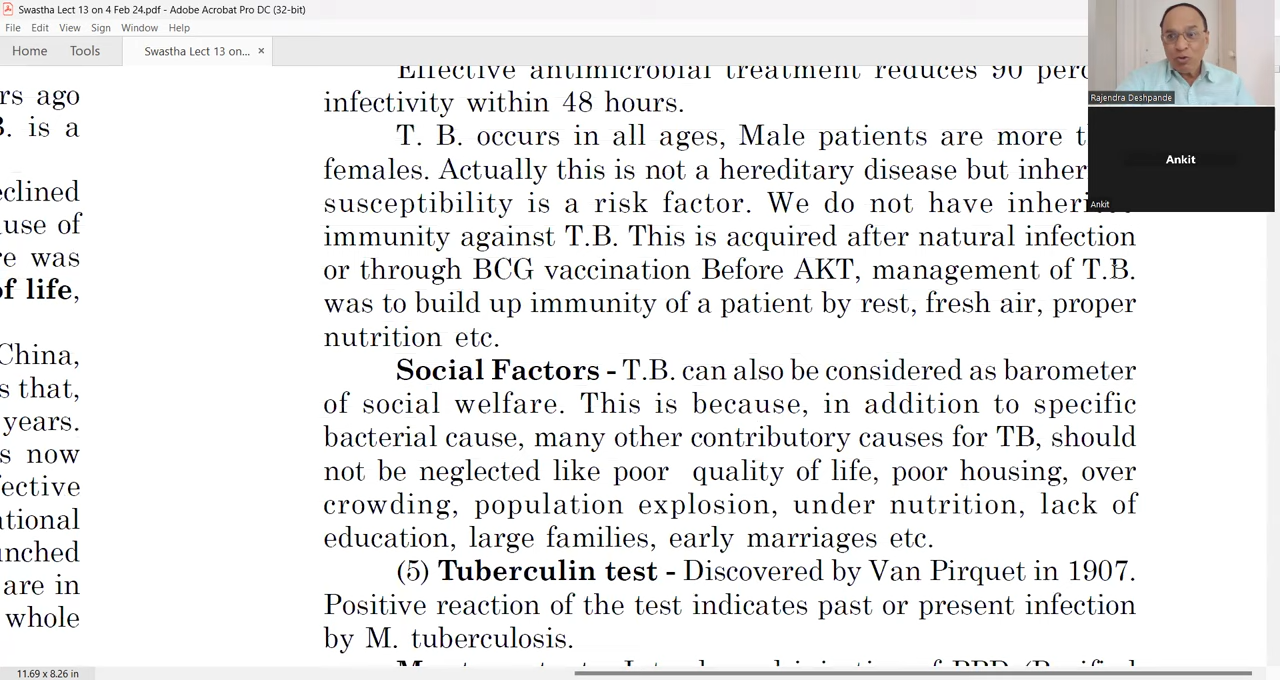 Swastha Lect 13 on 4 Feb 24.pdf - Adobe Acrobat Pro DC (32-bit)
File Edit View Sign Window Help
Home Tools Swastha Lect 13 on... ×
rs ago
B. is a
eclined
use of
re was
of life,
China,
s that,
years.
s now
fective
ational
unched
are in
whole
Effective antimicrobial treatment reduces 90 perc
infectivity within 48 hours.
T. B. occurs in all ages, Male patients are more t
females. Actually this is not a hereditary disease but inher
susceptibility is a risk factor. We do not have inherited
immunity against T.B. This is acquired after natural infection
or through BCG vaccination Before AKT, management of T.B.
was to build up immunity of a patient by rest, fresh air, proper
nutrition etc.
Social Factors - T.B. can also be considered as barometer
of social welfare. This is because, in addition to specific
bacterial cause, many other contributory causes for TB, should
not be neglected like poor quality of life, poor housing, over
crowding, population explosion, under nutrition, lack of
education, large families, early marriages etc.
(5) Tuberculin test - Discovered by Van Pirquet in 1907.
Positive reaction of the test indicates past or present infection
by M. tuberculosis.
Rajendra Deshpande
Ankit
Ankit
11.69 x 8.26 in